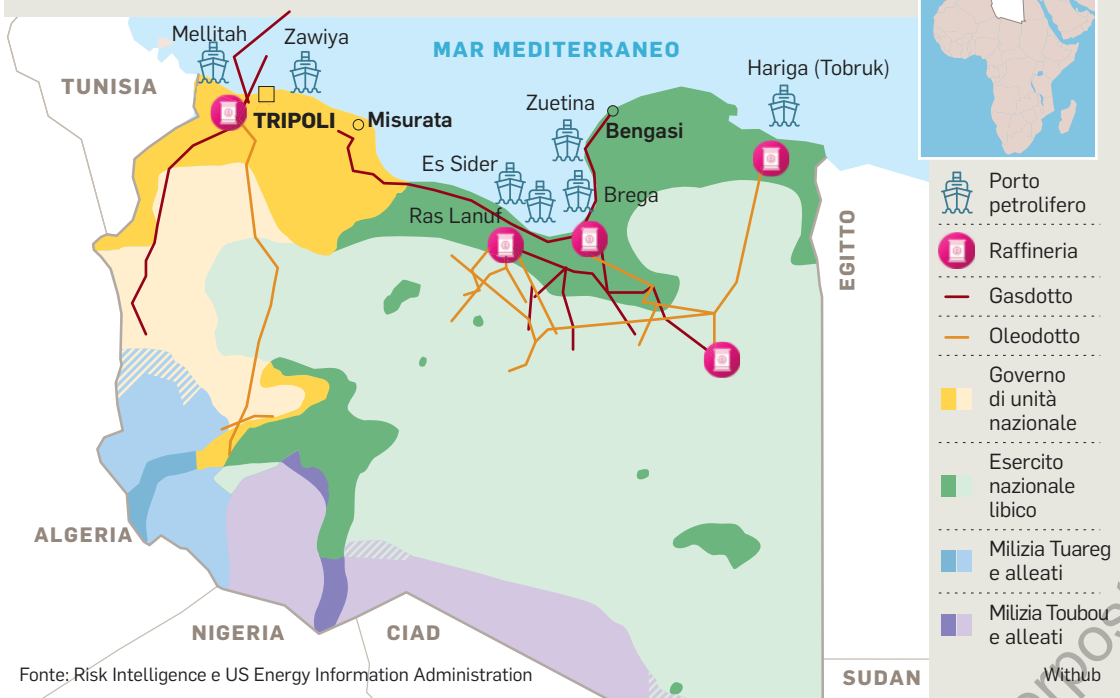 Mellitah
Zawiya
MAR MEDITERRANEO
Hariga (Tobruk)
TUNISIA
Zuetina
TRIPOLI
Misurata
Bengasi
Es Sider
Brega
Ras Lanuf
EGITTO
ALGERIA
NIGERIA
CIAD
SUDAN
Porto
petrolifero
Raffineria
Gasdotto
Oleodotto
Governo
di unità
nazionale
Esercito
nazionale
libico
Milizia Tuareg
e alleati
Milizia Toubou
e alleati
Fonte: Risk Intelligence e US Energy Information Administration
Withub